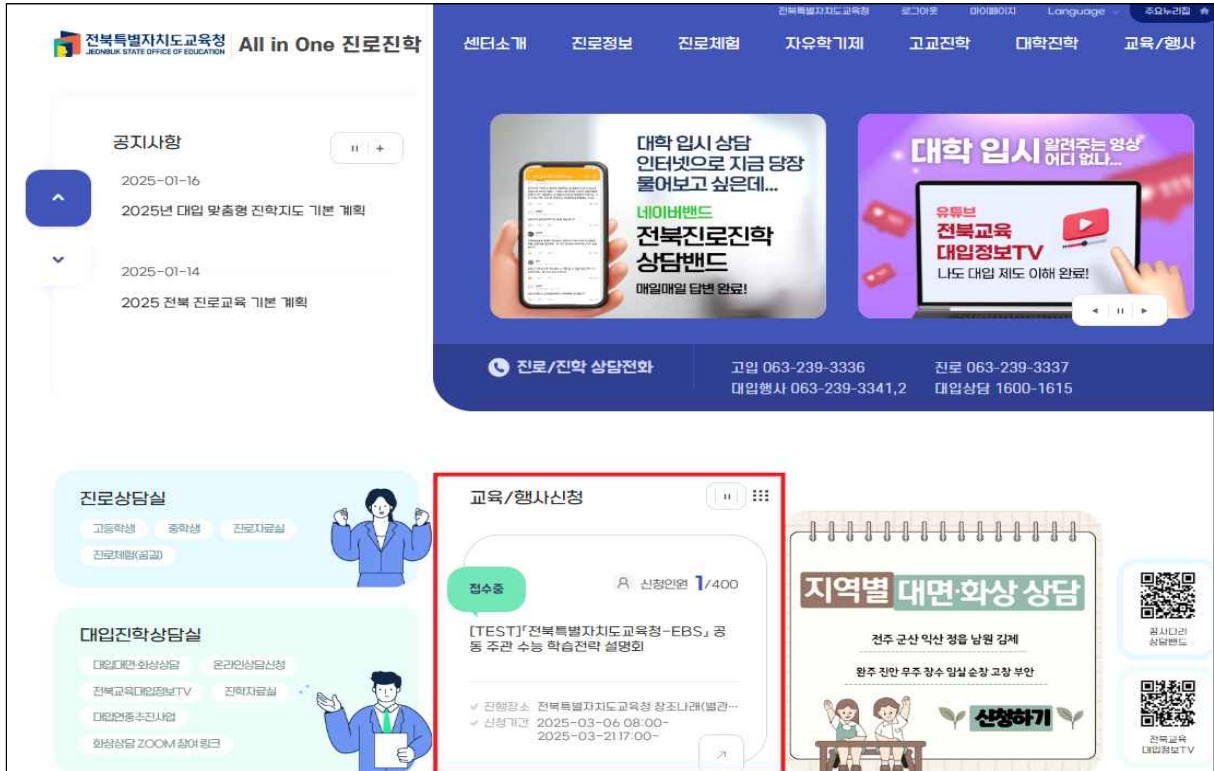 전북특별자치도교육청 로그아웃 마이페이지 Language 주요누리집
전북특별자치도교육청
JEONBUK STATE OFFICE OF EDUCATION
All in One 진로진학
센터소개 진로정보 진로체험 자유학기제 고교진학 대학진학 교육/행사
공지사항
2025-01-16
2025년 대입 맞춤형 진학지도 기본 계획
2025-01-14
2025 전북 진로교육 기본 계획
대학 입시 상담
인터넷으로 지금 당장
물어보고 싶은데...
네이버밴드
전북진로진학
상담밴드
매일매일 답변 완료!
대학 입시 알려주는 영상
어디 없나...
유튜브
전북교육
대입정보TV
나도 대입 제도 이해 완료!
진로/진학 상담전화
고입 063-239-3336 진로 063-239-3337
대입행사 063-239-3341,2 대입상담 1600-1615
진로상담실
고등학생 중학생 진로자료실
진로체험(꿈길)
대입진학상담실
대입대면·화상상담 온라인상담신청
전북교육대입정보TV 진학자료실
대입연중추진사업
화상상담 ZOOM 참여 링크
교육/행사신청
접수중
신청인원 1/400
[TEST]「전북특별자치도교육청-EBS」 공
동 주관 수능 학습전략 설명회
진행장소 전북특별자치도교육청 창조나래(별관…
신청기간 2025-03-06 08:00~
2025-03-21 17:00~
지역별 대면·화상 상담
전주 군산 익산 정읍 남원 김제
완주 진안 무주 장수 임실 순창 고창 부안
신청하기
꿈사다리
상담밴드
전북교육
대입정보TV